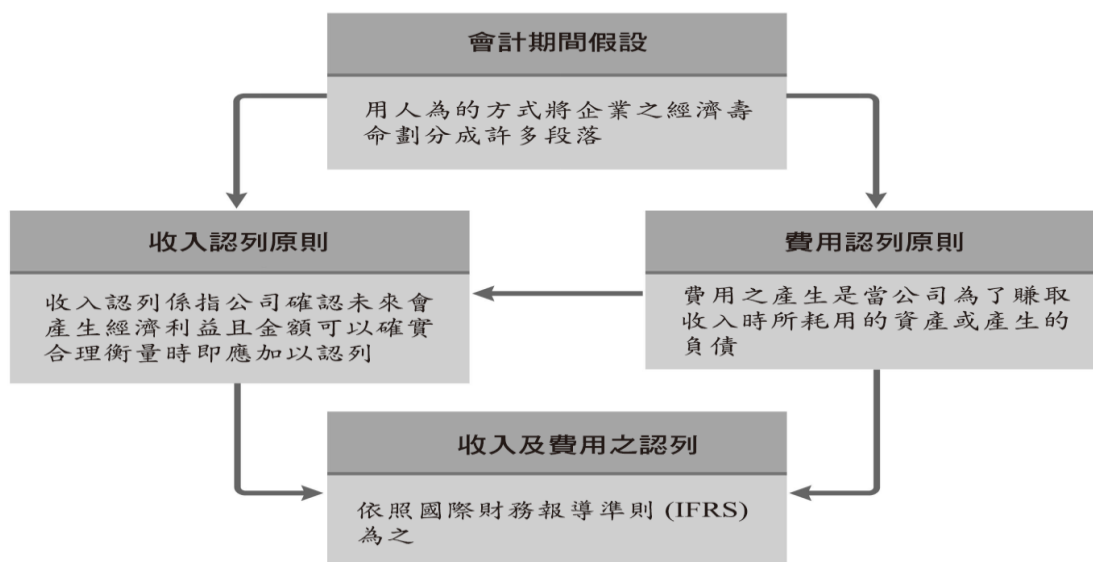 會計期間假設
用人為的方式將企業之經濟壽
命劃分成許多段落
收入認列原則
收入認列係指公司確認未來會
產生經濟利益且金額可以確實
合理衡量時即應加以認列
費用認列原則
費用之產生是當公司為了賺取
收入時所耗用的資產或產生的
負債
收入及費用之認列
依照國際財務報導準則 (IFRS)
為之